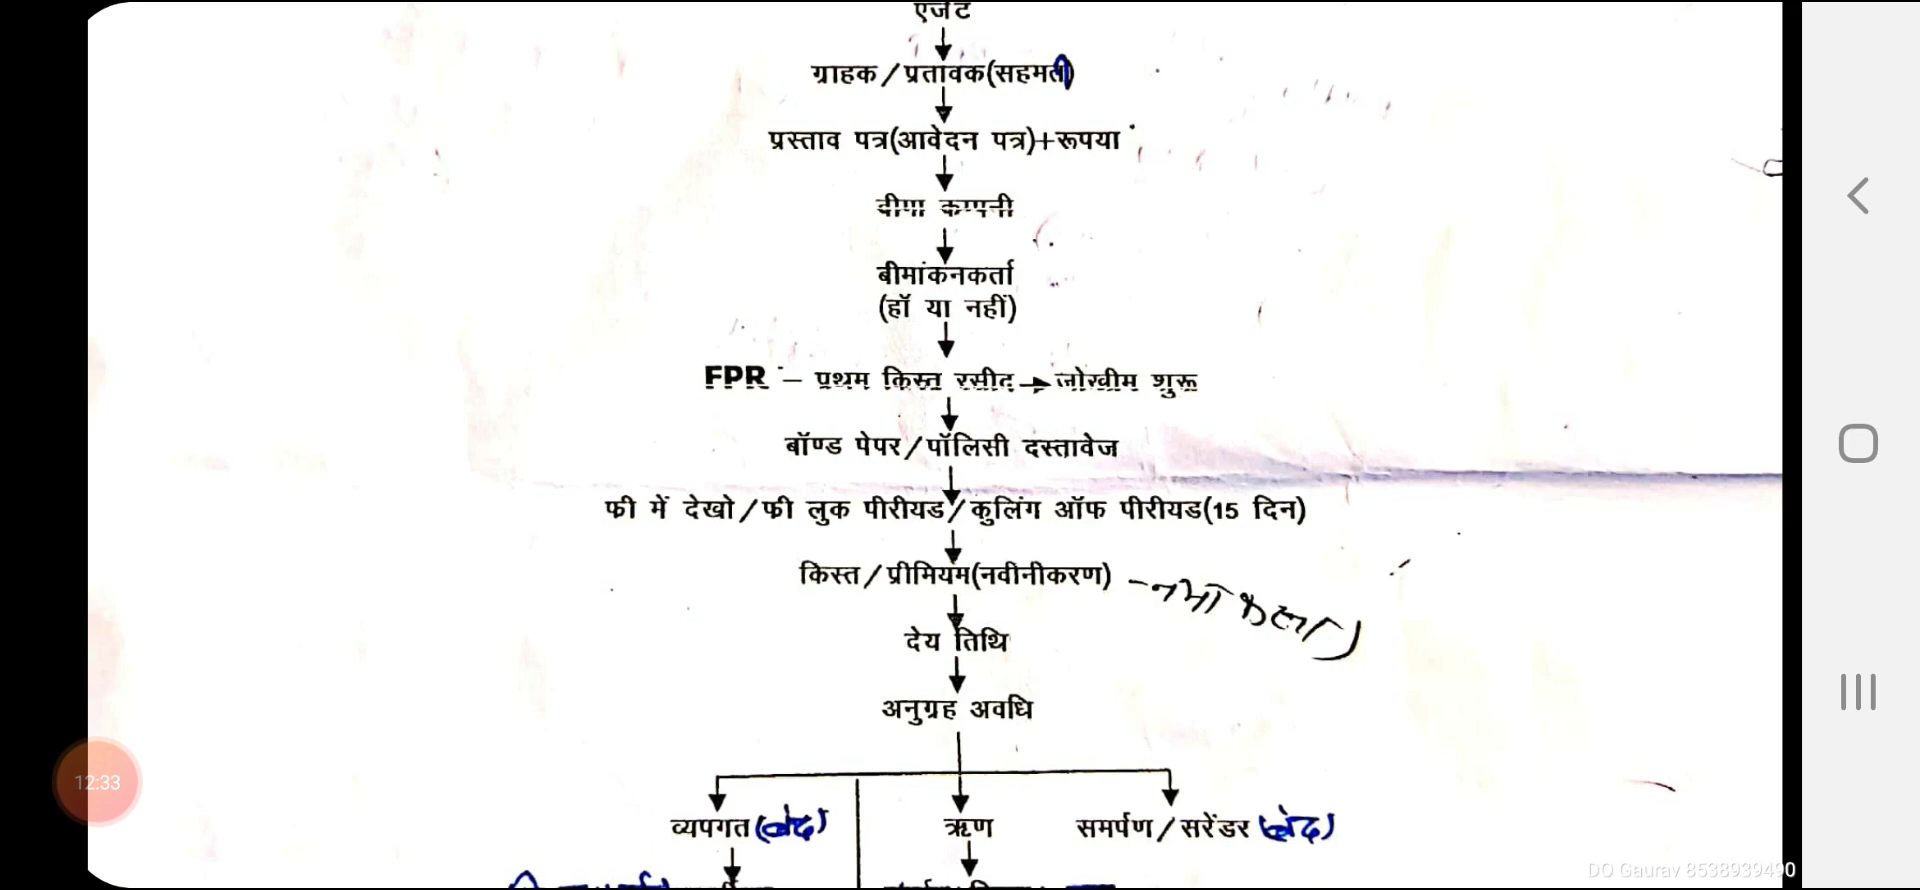 एजेंट
ग्राहक/प्रतावक(सहमती)
प्रस्ताव पत्र(आवेदन पत्र)+रूपया
बीमा कम्पनी
बीमांकनकर्ता
(हॉ या नहीं)
FPR – प्रथम किस्त रसीद → जोखीम शुरू
बॉण्ड पेपर/पॉलिसी दस्तावेज
फी में देखो/फी लुक पीरीयड/कुलिंग ऑफ पीरीयड(15 दिन)
किस्त/प्रीमियम(नवीनीकरण)
देय तिथि
अनुग्रह अवधि
व्यपगत (बंद) ऋण समर्पण/सरेंडर (बंद)
12:33
DO Gaurav 8538939490